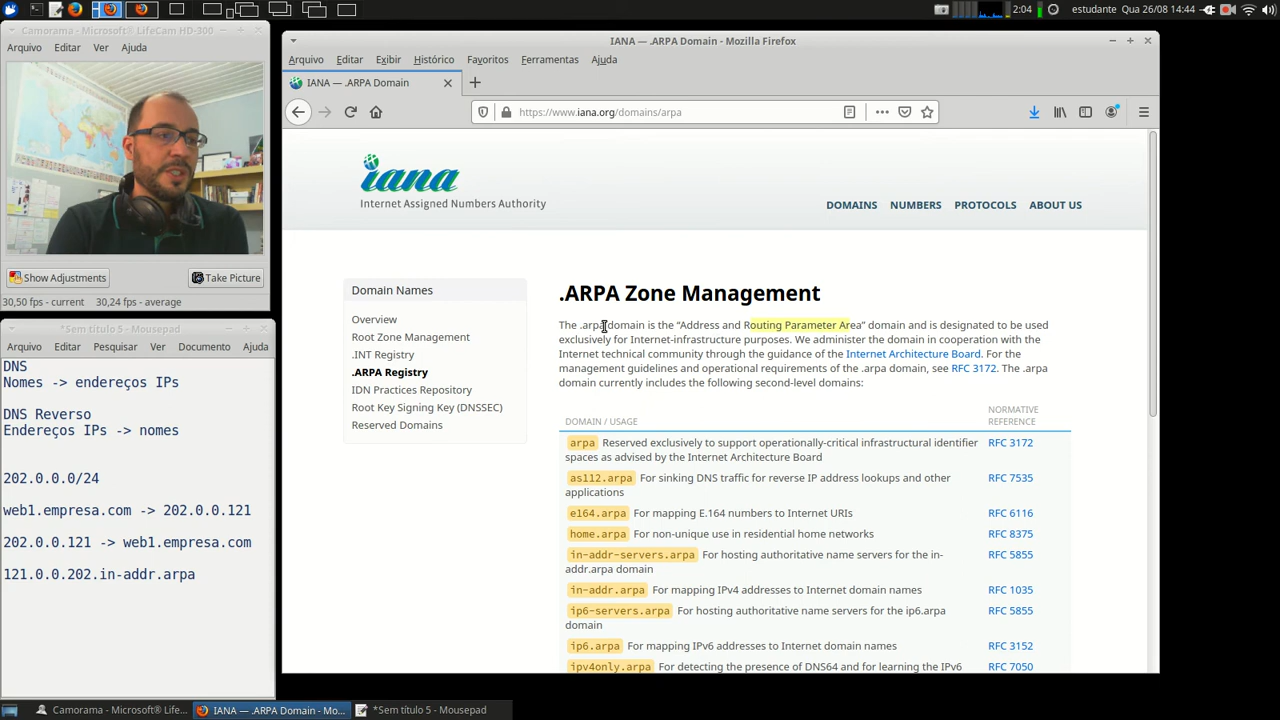 2:04
estudante
Qua 26/08 14:44
Camorama - Microsoft® LifeCam HD-300
Arquivo Editar Ver Ajuda
Show Adjustments
Take Picture
30,50 fps - current 30,24 fps - average
*Sem título 5 - Mousepad
Arquivo Editar Pesquisar Ver Documento Ajuda
DNS
Nomes -> endereços IPs
DNS Reverso
Endereços IPs -> nomes
202.0.0.0/24
web1.empresa.com -> 202.0.0.121
202.0.0.121 -> web1.empresa.com
121.0.0.202.in-addr.arpa
IANA — .ARPA Domain - Mozilla Firefox
Arquivo Editar Exibir Histórico Favoritos Ferramentas Ajuda
IANA — .ARPA Domain
https://www.iana.org/domains/arpa
iana
Internet Assigned Numbers Authority
DOMAINS NUMBERS PROTOCOLS ABOUT US
Domain Names
Overview
Root Zone Management
.INT Registry
.ARPA Registry
IDN Practices Repository
Root Key Signing Key (DNSSEC)
Reserved Domains
.ARPA Zone Management
The .arpa domain is the “Address and Routing Parameter Area” domain and is designated to be used
exclusively for Internet-infrastructure purposes. We administer the domain in cooperation with the
Internet technical community through the guidance of the Internet Architecture Board. For the
management guidelines and operational requirements of the .arpa domain, see RFC 3172. The .arpa
domain currently includes the following second-level domains:
DOMAIN / USAGE
NORMATIVE
REFERENCE
arpa Reserved exclusively to support operationally-critical infrastructural identifier
spaces as advised by the Internet Architecture Board
RFC 3172
as112.arpa For sinking DNS traffic for reverse IP address lookups and other
applications
RFC 7535
e164.arpa For mapping E.164 numbers to Internet URIs
RFC 6116
home.arpa For non-unique use in residential home networks
RFC 8375
in-addr-servers.arpa For hosting authoritative name servers for the in-
addr.arpa domain
RFC 5855
in-addr.arpa For mapping IPv4 addresses to Internet domain names
RFC 1035
ip6-servers.arpa For hosting authoritative name servers for the ip6.arpa
domain
RFC 5855
ip6.arpa For mapping IPv6 addresses to Internet domain names
RFC 3152
ipv4only.arpa For detecting the presence of DNS64 and for learning the IPv6
RFC 7050
Camorama - Microsoft® LifeCa...
IANA — .ARPA Domain - Mo...
*Sem título 5 - Mousepad